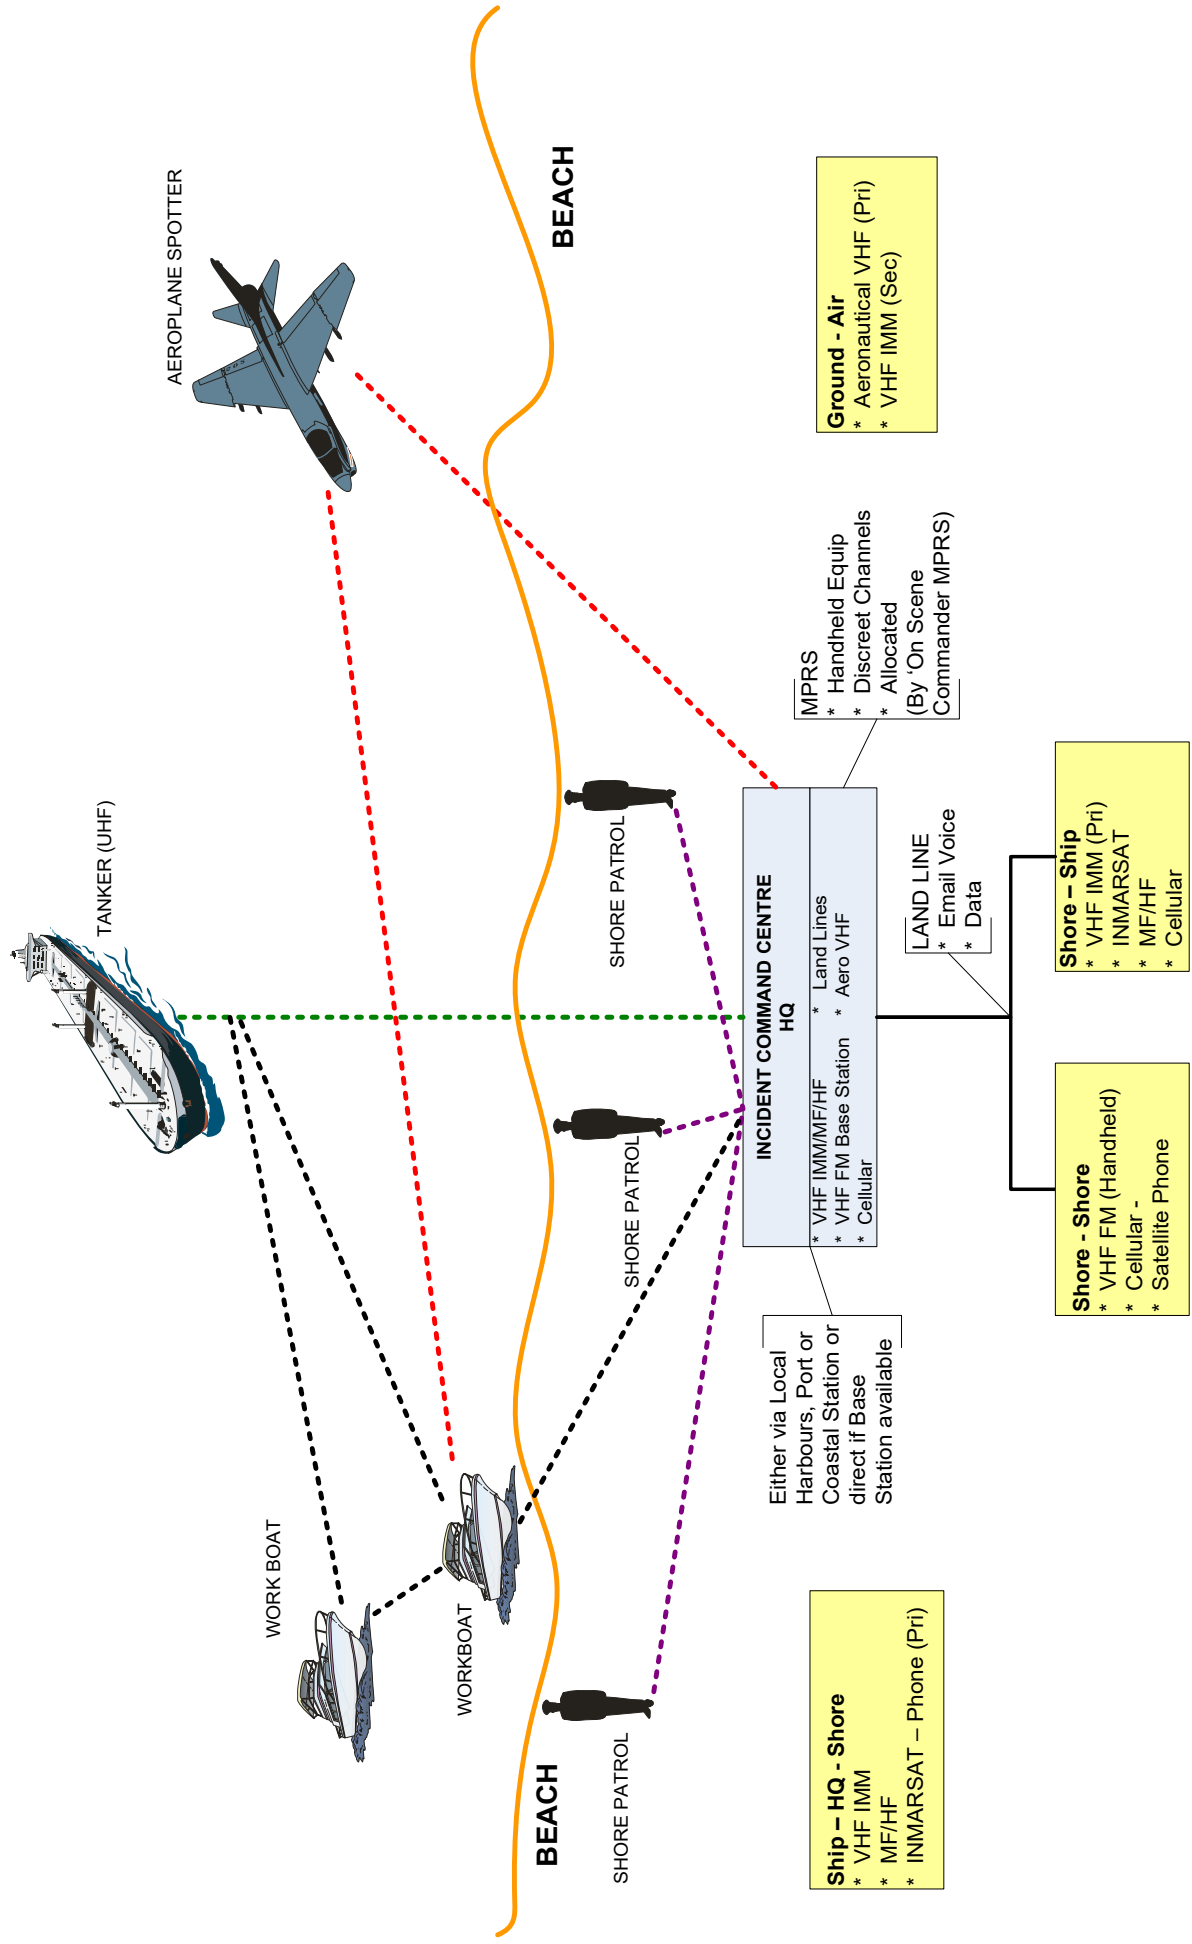 TANKER (UHF)
AEROPLANE SPOTTER
WORK BOAT
WORKBOAT
BEACH
BEACH
SHORE PATROL
SHORE PATROL
SHORE PATROL
INCIDENT COMMAND CENTRE
HQ
* VHF IMM/MF/HF * Land Lines
* VHF FM Base Station * Aero VHF
* Cellular
Either via Local
Harbours, Port or
Coastal Station or
direct if Base
Station available
MPRS
* Handheld Equip
* Discreet Channels
* Allocated
(By ‘On Scene
Commander MPRS)
Ship – HQ - Shore
* VHF IMM
* MF/HF
* INMARSAT – Phone (Pri)
Ground - Air
* Aeronautical VHF (Pri)
* VHF IMM (Sec)
LAND LINE
* Email Voice
* Data
Shore - Shore
* VHF FM (Handheld)
* Cellular -
* Satellite Phone
Shore – Ship
* VHF IMM (Pri)
* INMARSAT
* MF/HF
* Cellular